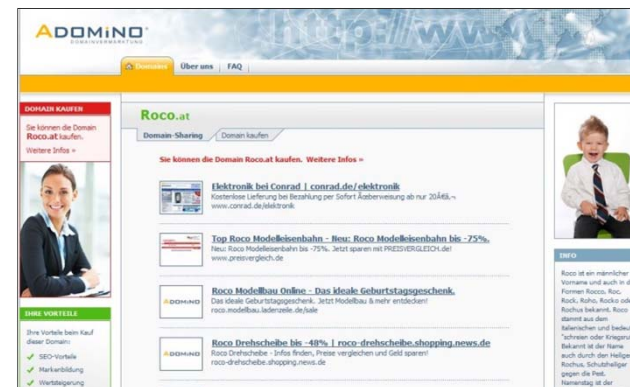 ADOMINO
DOMAINVERMARKTUNG
http://www.
Domains
Über uns
FAQ
DOMAIN KAUFEN
Sie können die Domain
Roco.at kaufen.
Weitere Infos »
Roco.at
Domain-Sharing
Domain kaufen
Sie können die Domain Roco.at kaufen. Weitere Infos »
Elektronik bei Conrad | conrad.de/elektronik
Kostenlose Lieferung bei Bezahlung per Sofort Überweisung ab nur 20
www.conrad.de/elektronik
Top Roco Modelleisenbahn - Neu: Roco Modelleisenbahn bis -75%.
Neu: Roco Modelleisenbahn bis -75%. Jetzt sparen mit PREISVERGLEICH.de!
www.preisvergleich.de
ADOMINO
Roco Modellbau Online - Das ideale Geburtstagsgeschenk.
Das ideale Geburtstagsgeschenk. Jetzt Modellbau & mehr entdecken!
roco.modellbau.ladenzeile.de/sale
ADOMINO
Roco Drehscheibe bis -48% | roco-drehscheibe.shopping.news.de
Roco Drehscheibe - Infos finden, Preise vergleichen und Geld sparen!
roco-drehscheibe.shopping.news.de
IHRE VORTEILE
Ihre Vorteile beim Kauf
dieser Domain:
SEO-Vorteile
Markenbildung
Wertsteigerung
INFO
Roco ist ein männlicher
Vorname und auch in d
Formen Rocco, Roc,
Rock, Roho, Rocko ode
Rochus bekannt. Roco
stammt aus dem
Italienischen und bedeu
"schreien oder Kriegsru
Bekannt ist der Name
auch durch den Heilige
Rochus, Schutzheiliger
gegen die Pest.
Namenstag ist der